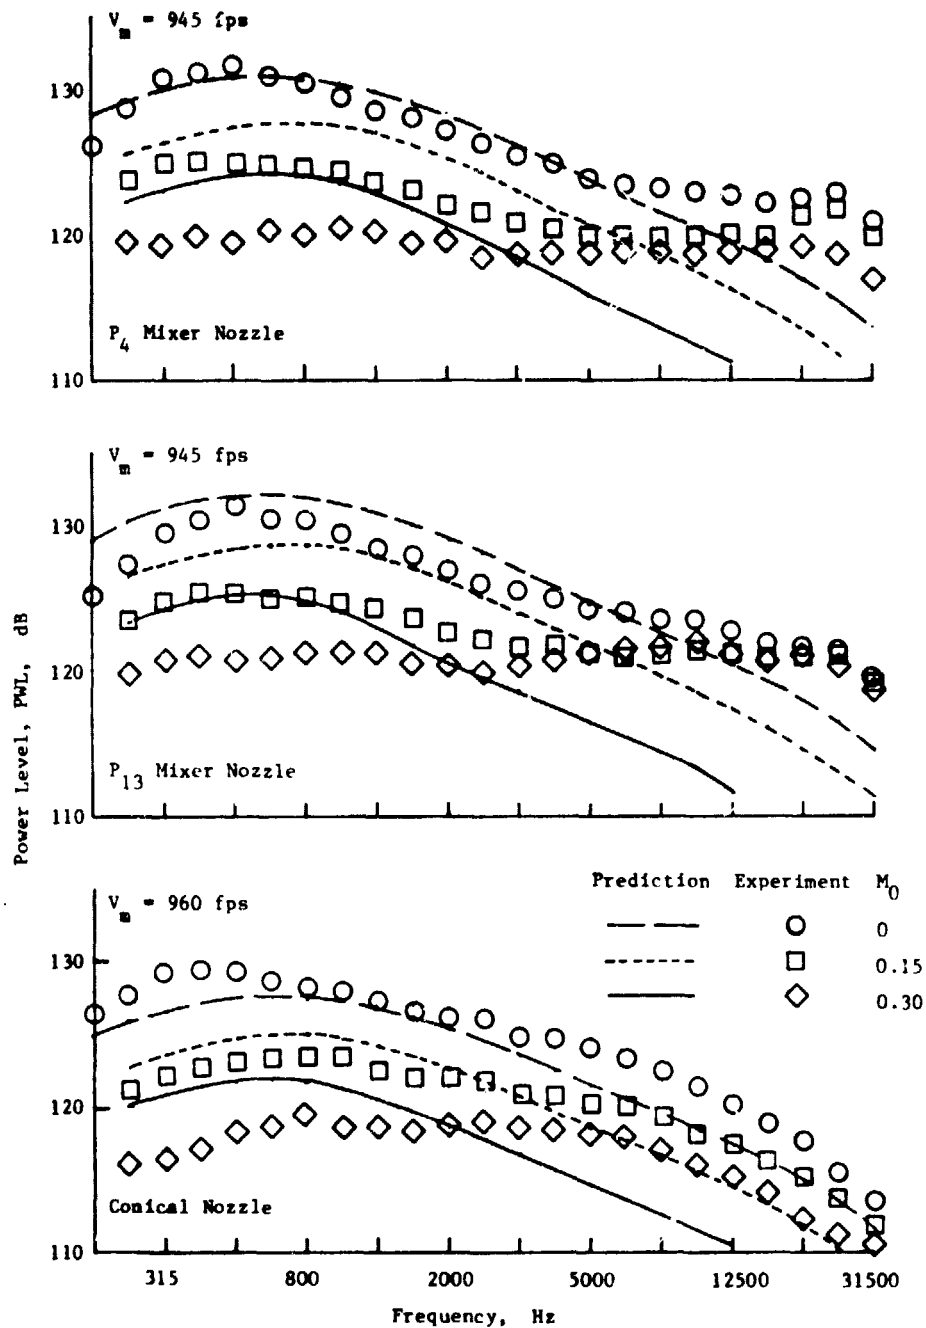 V_m = 945 fps
130
120
P_4 Mixer Nozzle
110
V_m = 945 fps
130
120
P_13 Mixer Nozzle
110
Power Level, PWL, dB
Prediction Experiment M_0
0
0.15
0.30
V_m = 960 fps
130
120
Conical Nozzle
110
315 800 2000 5000 12500 31500
Frequency, Hz